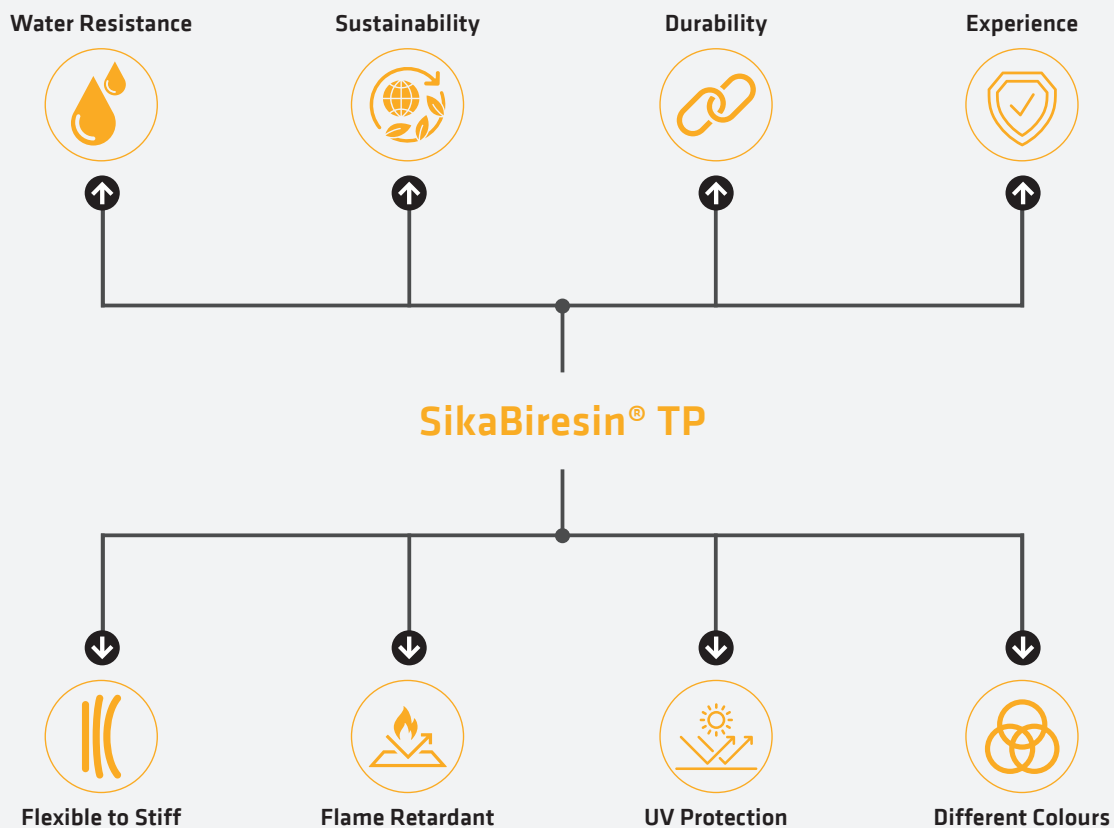 Water Resistance
Sustainability
Durability
Experience
SikaBiresin® TP
Flexible to Stiff
Flame Retardant
UV Protection
Different Colours